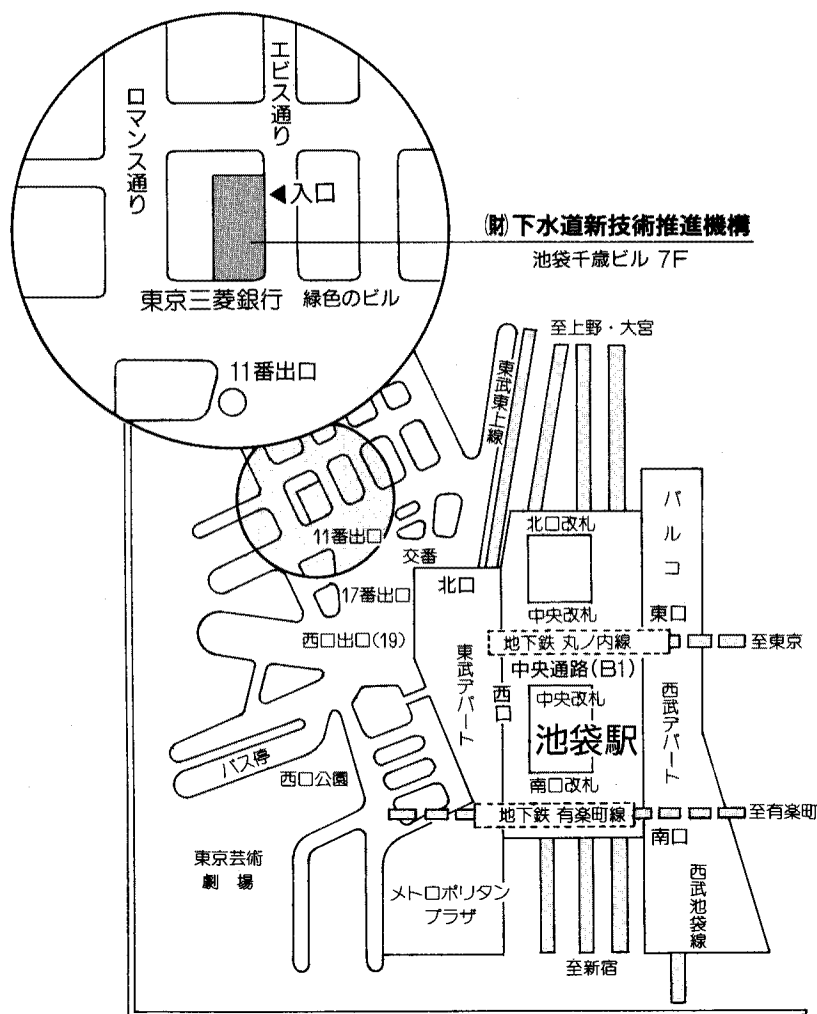 エビス通り
ロマンス通り
入口
(財)下水道新技術推進機構
池袋千歳ビル 7F
東京三菱銀行
緑色のビル
11番出口
至上野・大宮
東武東上線
パルコ
北口改札
11番出口
交番
北口
17番出口
中央改札
東口
西口出口(19)
地下鉄 丸ノ内線
至東京
中央通路(B1)
東武デパート
西口
中央改札
西武デパート
池袋駅
バス停
西口公園
南口改札
地下鉄 有楽町線
至有楽町
南口
東京芸術
劇場
メトロポリタン
プラザ
西武池袋線
至新宿